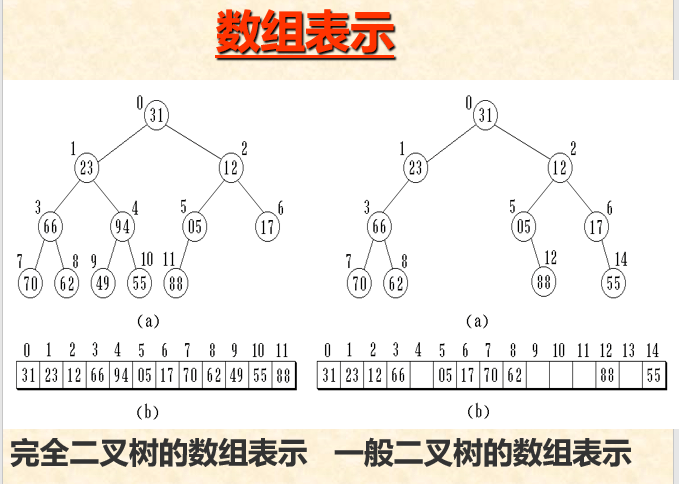 数组表示
0 31 0 31
1 23 2 12 1 23 2 12
3 66 4 94 5 05 6 17 3 66 5 05 6 17
7 70 8 62 9 49 10 55 11 88 7 70 8 62 12 88 14 55
(a) (a)
0 1 2 3 4 5 6 7 8 9 10 11 0 1 2 3 4 5 6 7 8 9 10 11 12 13 14
31 23 12 66 94 05 17 70 62 49 55 88 31 23 12 66 05 17 70 62 88 55
(b) (b)
完全二叉树的数组表示 一般二叉树的数组表示